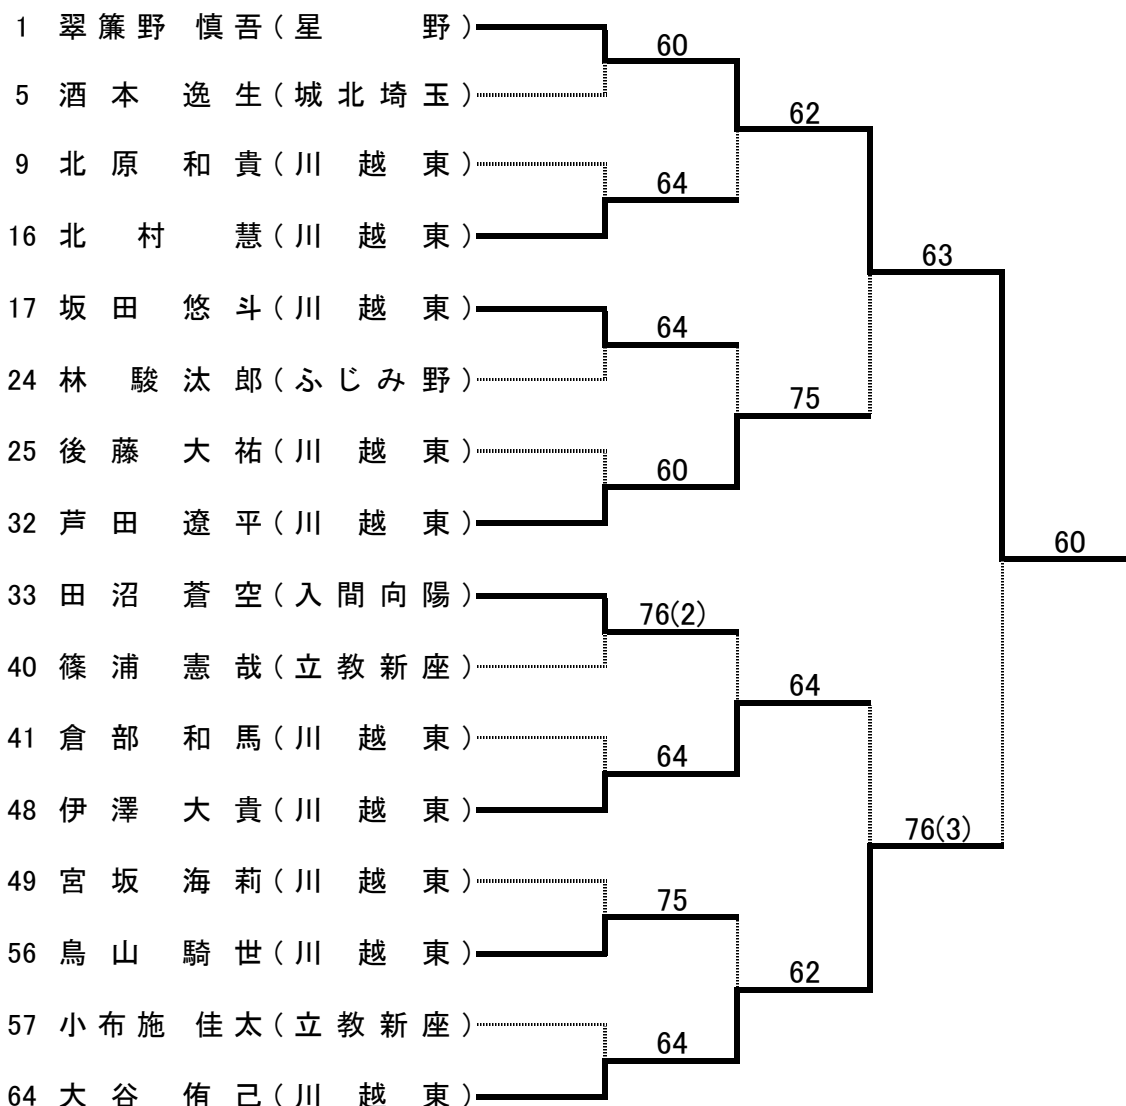 1 翠簾野 慎吾 ( 星 野 )
60
5 酒本 逸生 ( 城北埼玉 )
62
9 北原 和貴 ( 川越東 )
64
16 北村 慧 ( 川越東 )
63
17 坂田 悠斗 ( 川越東 )
64
24 林 駿汰郎 ( ふじみ野 )
75
25 後藤 大祐 ( 川越東 )
60
32 芦田 遼平 ( 川越東 )
60
33 田沼 蒼空 ( 入間向陽 )
76(2)
40 篠浦 憲哉 ( 立教新座 )
64
41 倉部 和馬 ( 川越東 )
64
48 伊澤 大貴 ( 川越東 )
76(3)
49 宮坂 海莉 ( 川越東 )
75
56 鳥山 騎世 ( 川越東 )
62
57 小布施 佳太 ( 立教新座 )
64
64 大谷 侑己 ( 川越東 )